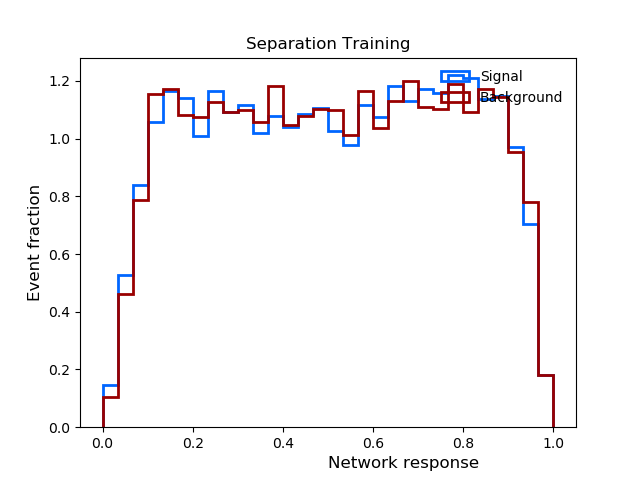 Separation Training
Signal
Background
Event fraction
1.2
1.0
0.8
0.6
0.4
0.2
0.0
0.0 0.2 0.4 0.6 0.8 1.0
Network response